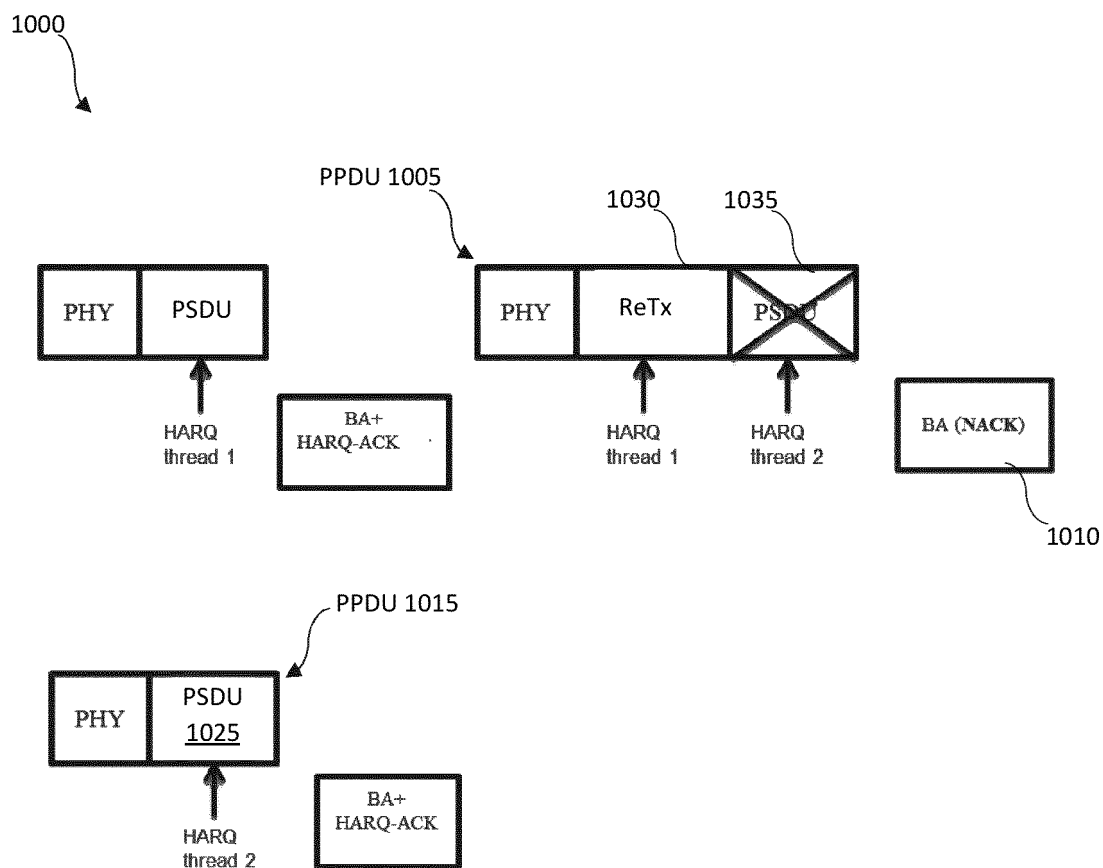 1000
PPDU 1005
1030
1035
PHY
PSDU
PHY
ReTx
PSDU
HARQ
thread 1
BA+
HARQ-ACK
HARQ
thread 1
HARQ
thread 2
BA (NACK)
1010
PPDU 1015
PHY
PSDU
1025
HARQ
thread 2
BA+
HARQ-ACK